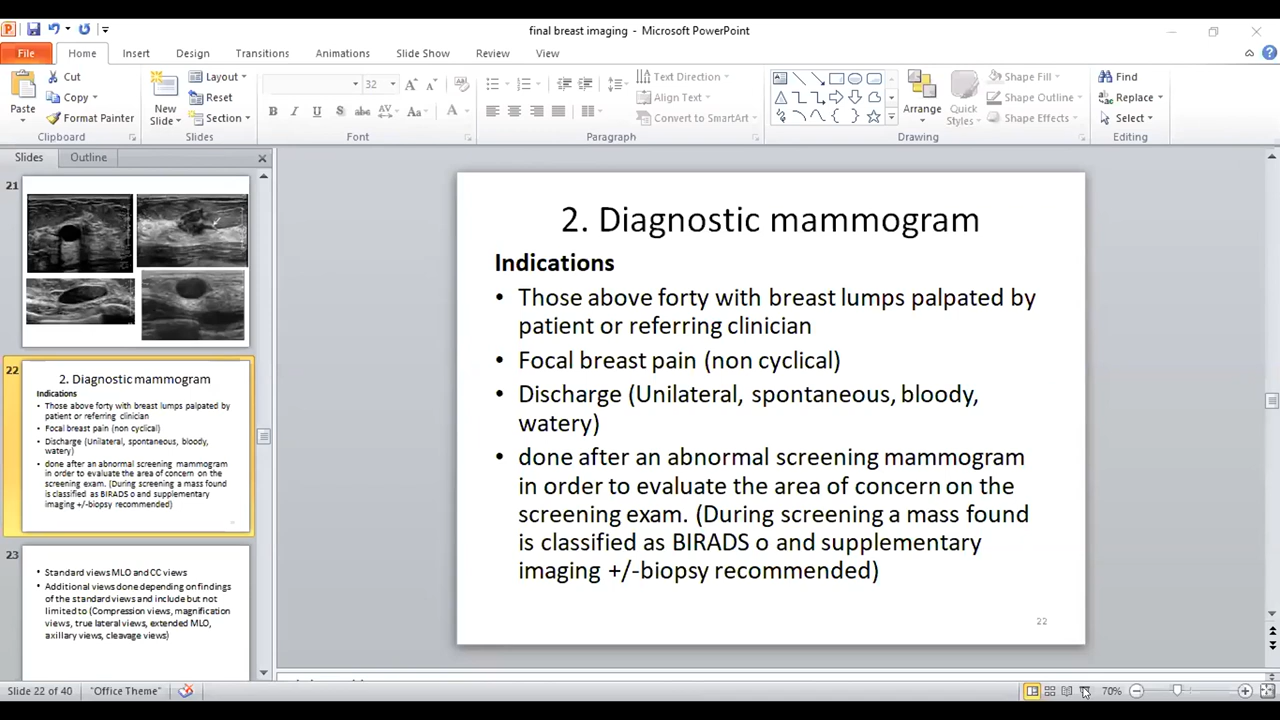 final breast imaging - Microsoft PowerPoint
File Home Insert Design Transitions Animations Slide Show Review View
Paste
Cut
Copy
Format Painter
Clipboard
New Slide
Layout
Reset
Section
Slides
32
B I U S abc AV Aa A
Font
Text Direction
Align Text
Convert to SmartArt
Paragraph
Arrange
Quick Styles
Shape Fill
Shape Outline
Shape Effects
Drawing
Find
Replace
Select
Editing
Slides Outline
21
22
2. Diagnostic mammogram
Indications
• Those above forty with breast lumps palpated by
patient or referring clinician
• Focal breast pain (non cyclical)
• Discharge (Unilateral, spontaneous, bloody,
watery)
• done after an abnormal screening mammogram
in order to evaluate the area of concern on the
screening exam. (During screening a mass found
is classified as BIRADS o and supplementary
imaging +/-biopsy recommended)
23
• Standard views MLO and CC views
• Additional views done depending on findings
of the standard views and include but not
limited to (Compression views, magnification
views, true lateral views, extended MLO,
axillary views, cleavage views)
2. Diagnostic mammogram
Indications
• Those above forty with breast lumps palpated by
patient or referring clinician
• Focal breast pain (non cyclical)
• Discharge (Unilateral, spontaneous, bloody,
watery)
• done after an abnormal screening mammogram
in order to evaluate the area of concern on the
screening exam. (During screening a mass found
is classified as BIRADS o and supplementary
imaging +/-biopsy recommended)
22
Slide 22 of 40 "Office Theme" 70%